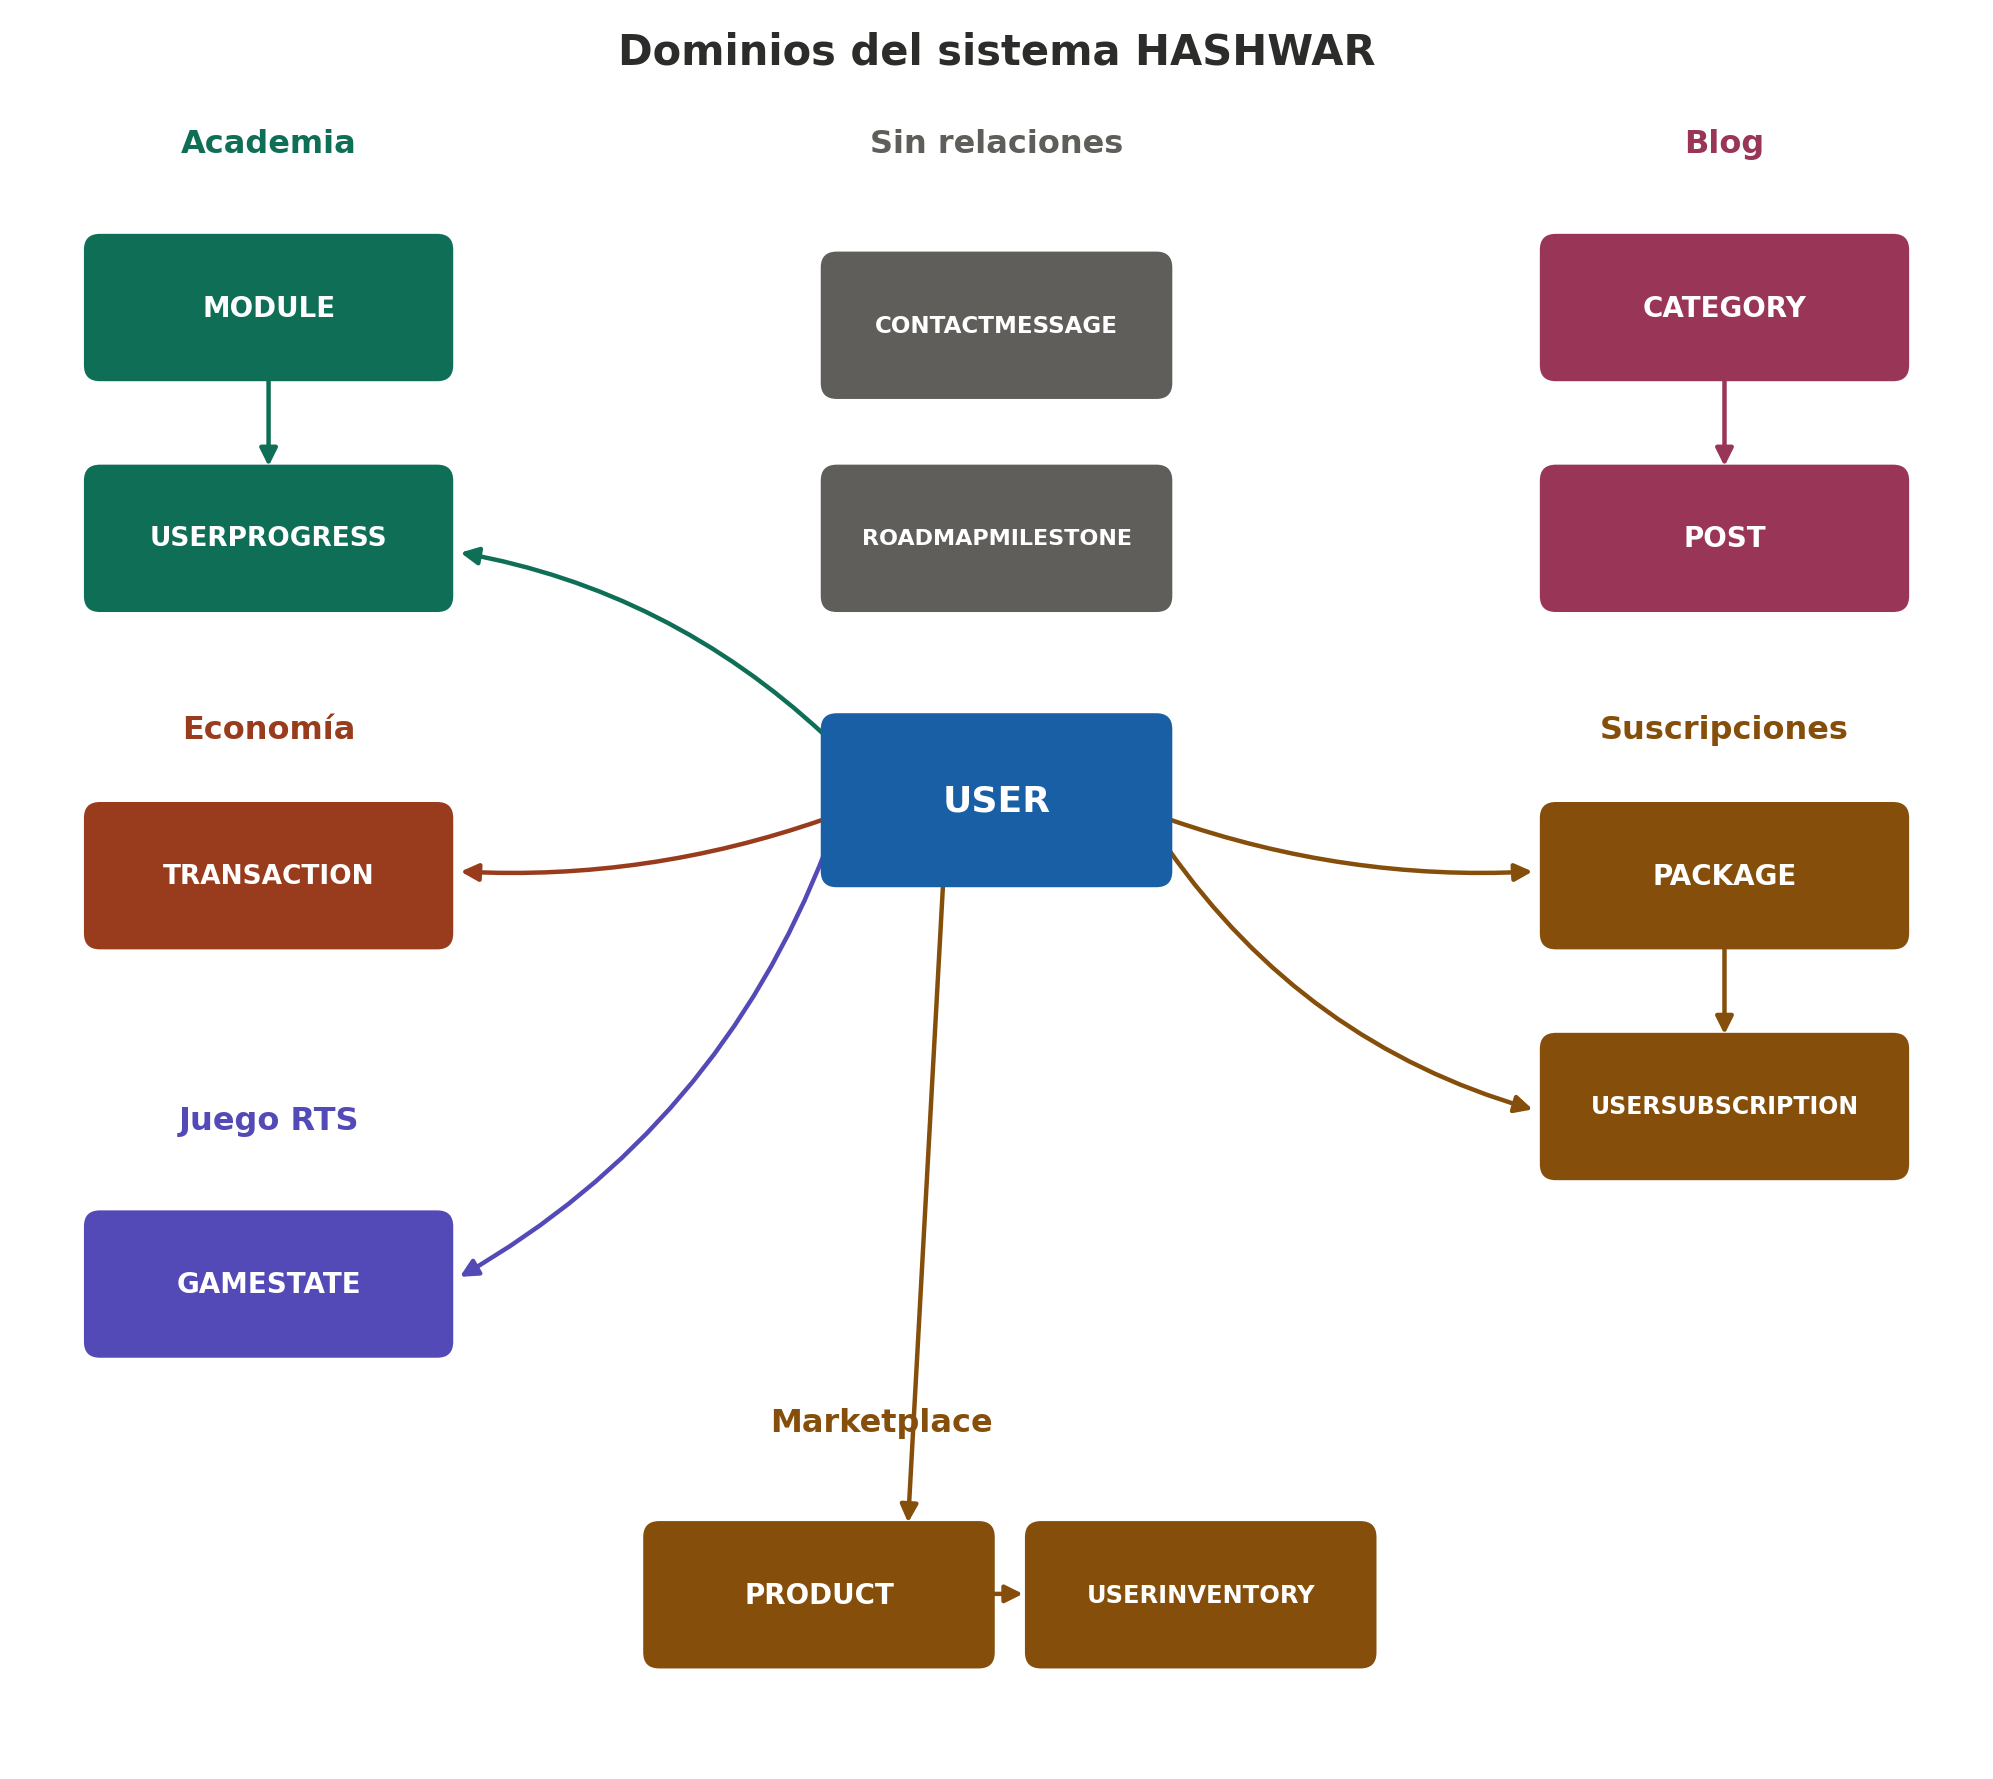 Dominios del sistema HASHWAR
Academia
Sin relaciones
Blog
MODULE
CONTACTMESSAGE
CATEGORY
USERPROGRESS
ROADMAPMILESTONE
POST
Economía
Suscripciones
USER
TRANSACTION
PACKAGE
Juego RTS
USERSUBSCRIPTION
GAMESTATE
Marketplace
PRODUCT
USERINVENTORY